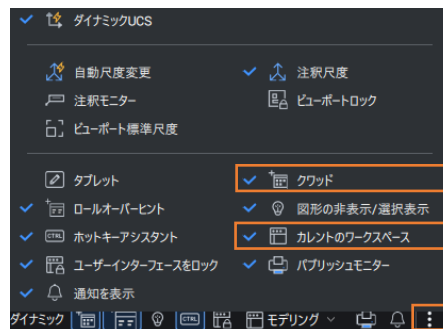 ダイナミックUCS
自動尺度変更 注釈尺度
注釈モニター ビューポートロック
ビューポート標準尺度
タブレット クワッド
ロールオーバーヒント 図形の非表示/選択表示
CTRL ホットキーアシスタント カレントのワークスペース
ユーザーインターフェースをロック パブリッシュモニター
通知を表示
ダイナミック CTRL モデリング